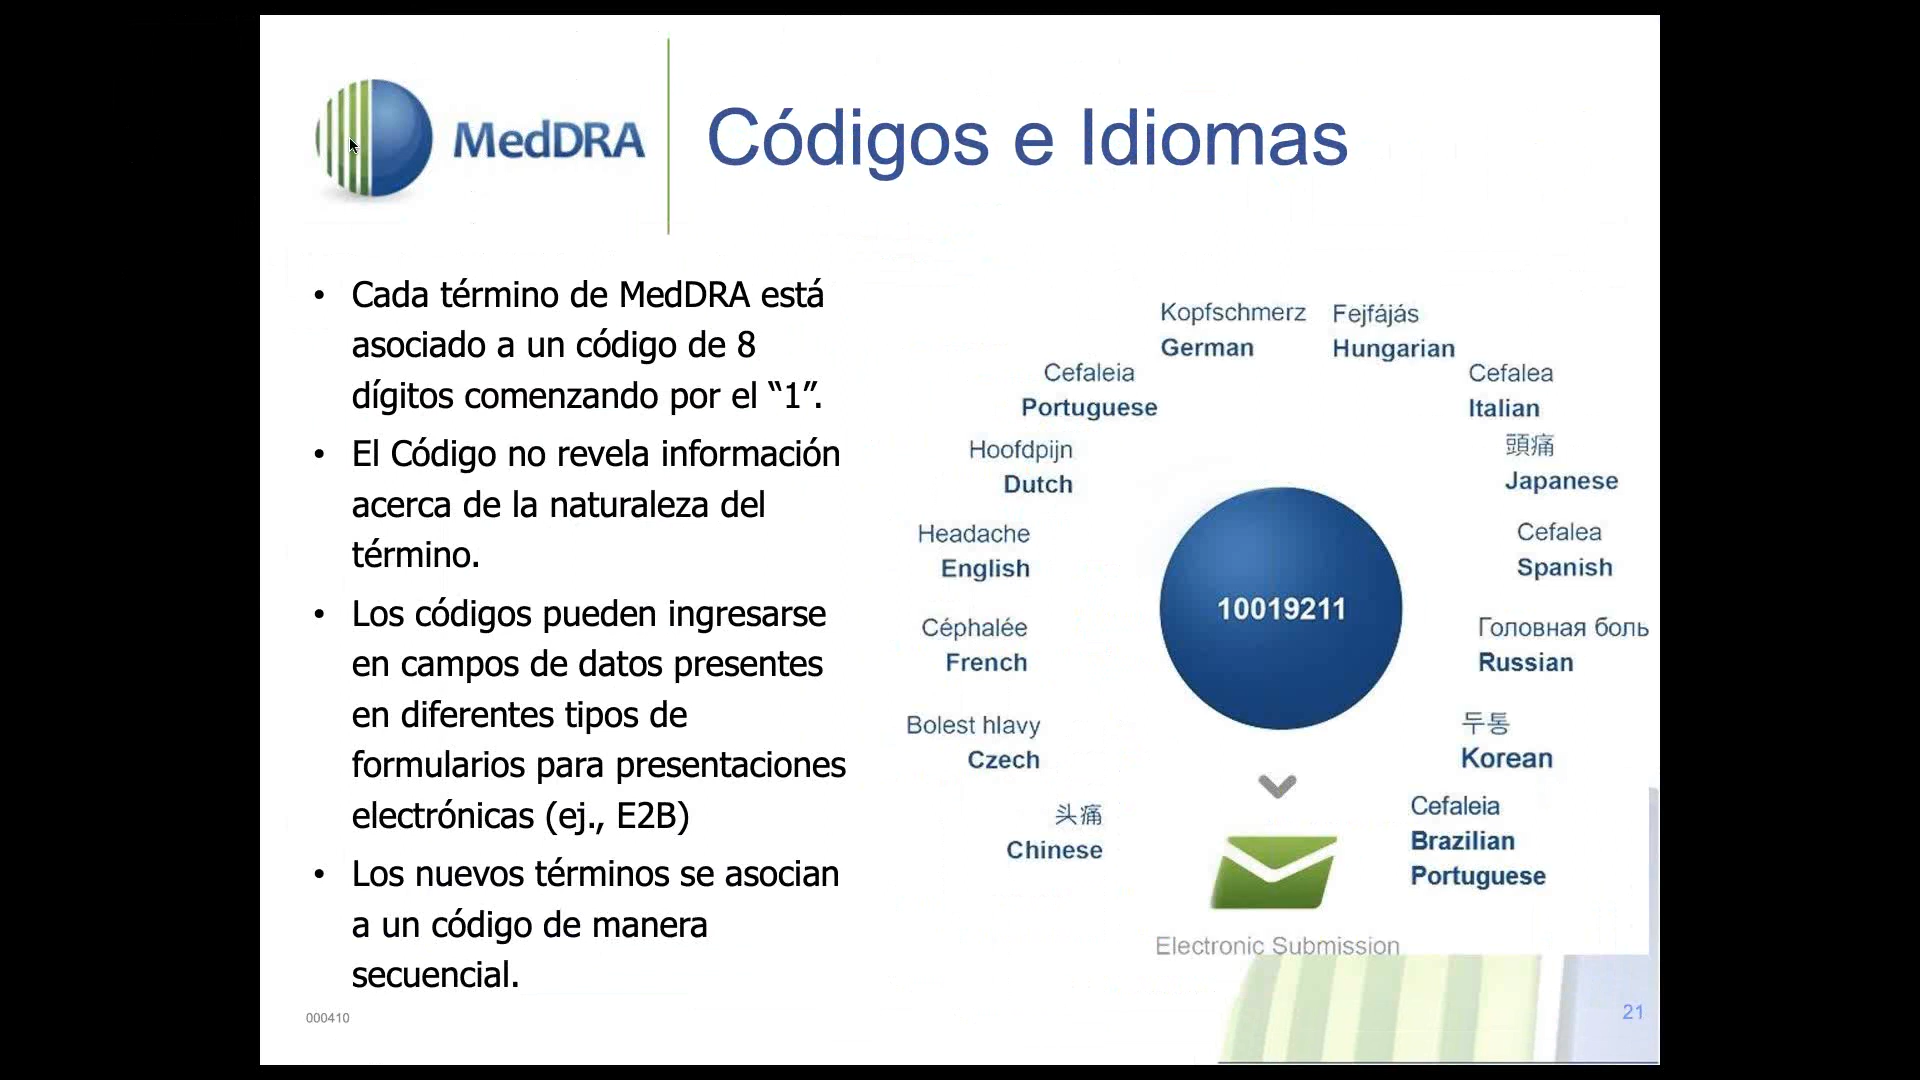 MedDRA
Códigos e Idiomas
• Cada término de MedDRA está
asociado a un código de 8
dígitos comenzando por el “1”.
• El Código no revela información
acerca de la naturaleza del
término.
• Los códigos pueden ingresarse
en campos de datos presentes
en diferentes tipos de
formularios para presentaciones
electrónicas (ej., E2B)
• Los nuevos términos se asocian
a un código de manera
secuencial.
Kopfschmerz
German
Fejfájás
Hungarian
Cefaleia
Portuguese
Cefalea
Italian
Hoofdpijn
Dutch
頭痛
Japanese
Headache
English
Cefalea
Spanish
10019211
Céphalée
French
Головная боль
Russian
Bolest hlavy
Czech
두통
Korean
头痛
Chinese
Cefaleia
Brazilian
Portuguese
Electronic Submission
000410
21